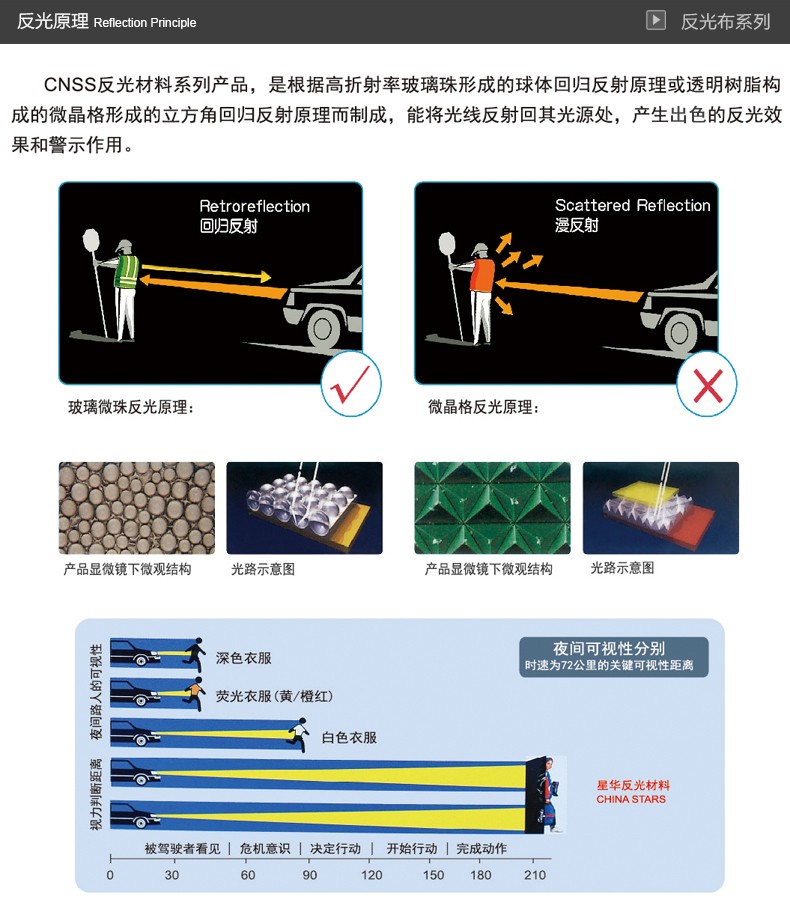 反光原理 Reflection Principle
反光布系列
CNSS反光材料系列产品，是根据高折射率玻璃珠形成的球体回归反射原理或透明树脂构
成的微晶格形成的立方角回归反射原理而制成，能将光线反射回其光源处，产生出色的反光效
果和警示作用。
Retroreflection
回归反射
Scattered Reflection
漫反射
玻璃微珠反光原理：
微晶格反光原理：
产品显微镜下微观结构
光路示意图
产品显微镜下微观结构
光路示意图
夜间可视性分别
时速为72公里的关键可视性距离
夜间路人的可视性
深色衣服
荧光衣服(黄/橙红)
白色衣服
视力判断距离
星华反光材料
CHINA STARS
被驾驶者看见 | 危机意识 | 决定行动 | 开始行动 | 完成动作
0 30 60 90 120 150 180 210